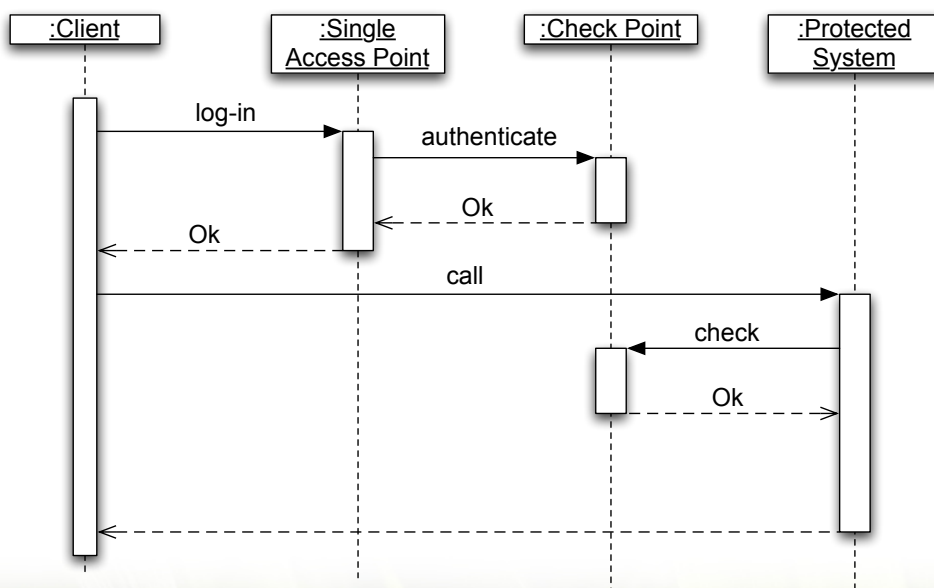 :Client
:Single
Access Point
:Check Point
:Protected
System
log-in
authenticate
Ok
Ok
call
check
Ok